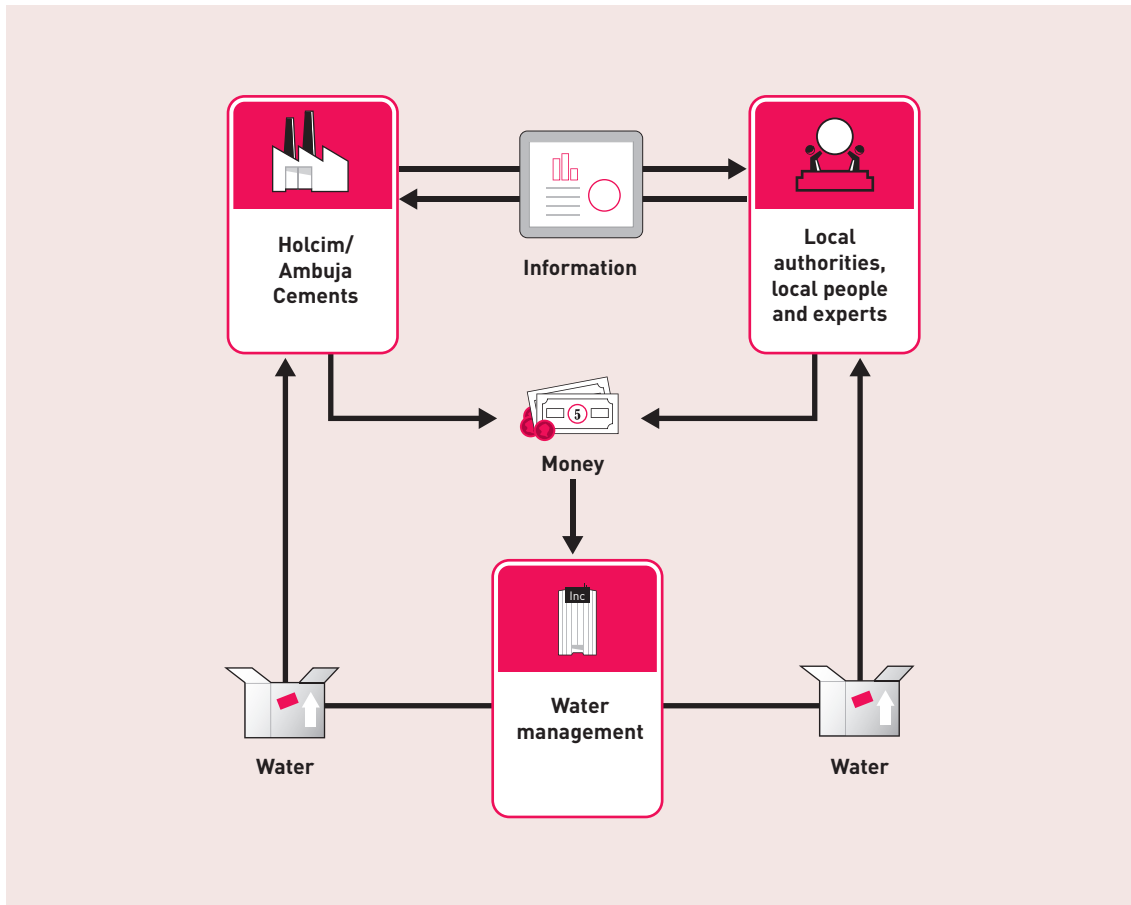 Holcim/
Ambuja
Cements
Information
Local
authorities,
local people
and experts
5
Money
Inc
Water
management
Water
Water